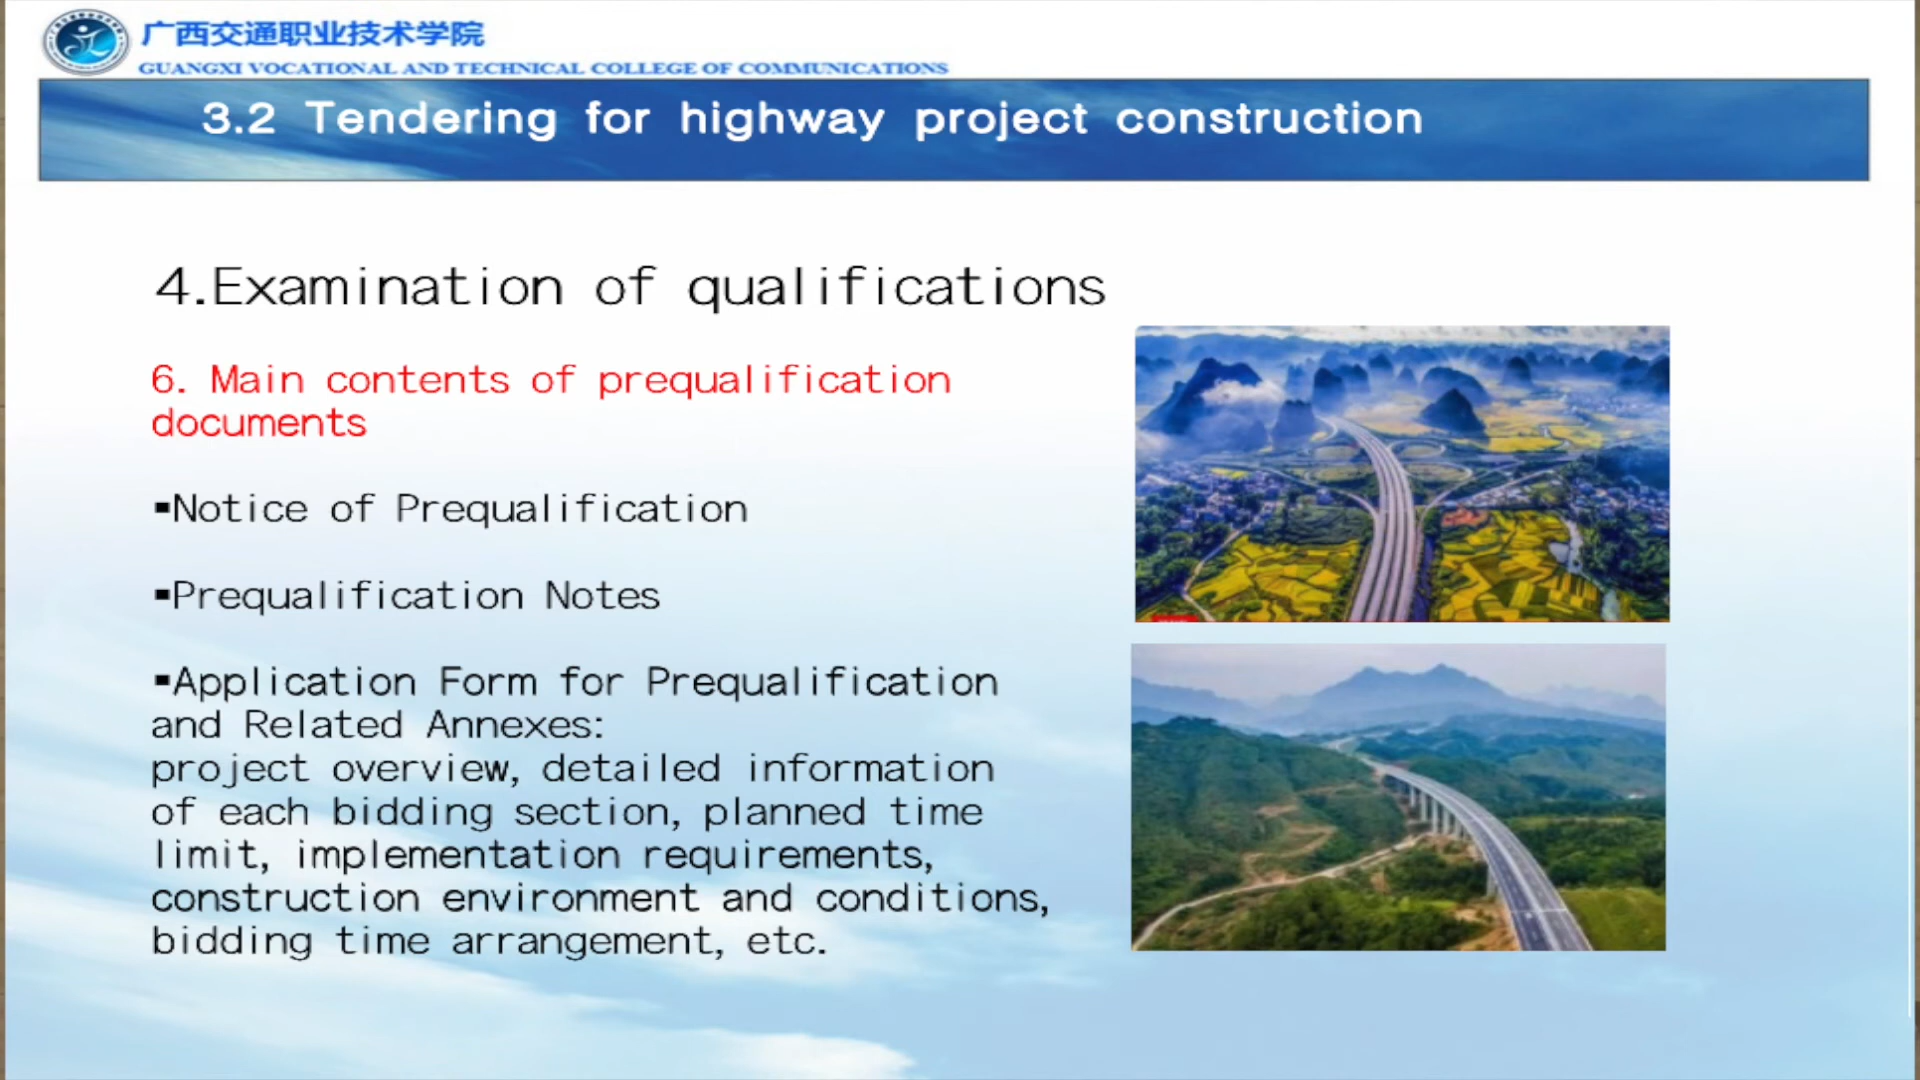 广西交通职业技术学院
GUANGXI VOCATIONAL AND TECHNICAL COLLEGE OF COMMUNICATIONS
3.2 Tendering for highway project construction
4.Examination of qualifications
6. Main contents of prequalification
documents
▪Notice of Prequalification
▪Prequalification Notes
▪Application Form for Prequalification
and Related Annexes:
project overview, detailed information
of each bidding section, planned time
limit, implementation requirements,
construction environment and conditions,
bidding time arrangement, etc.